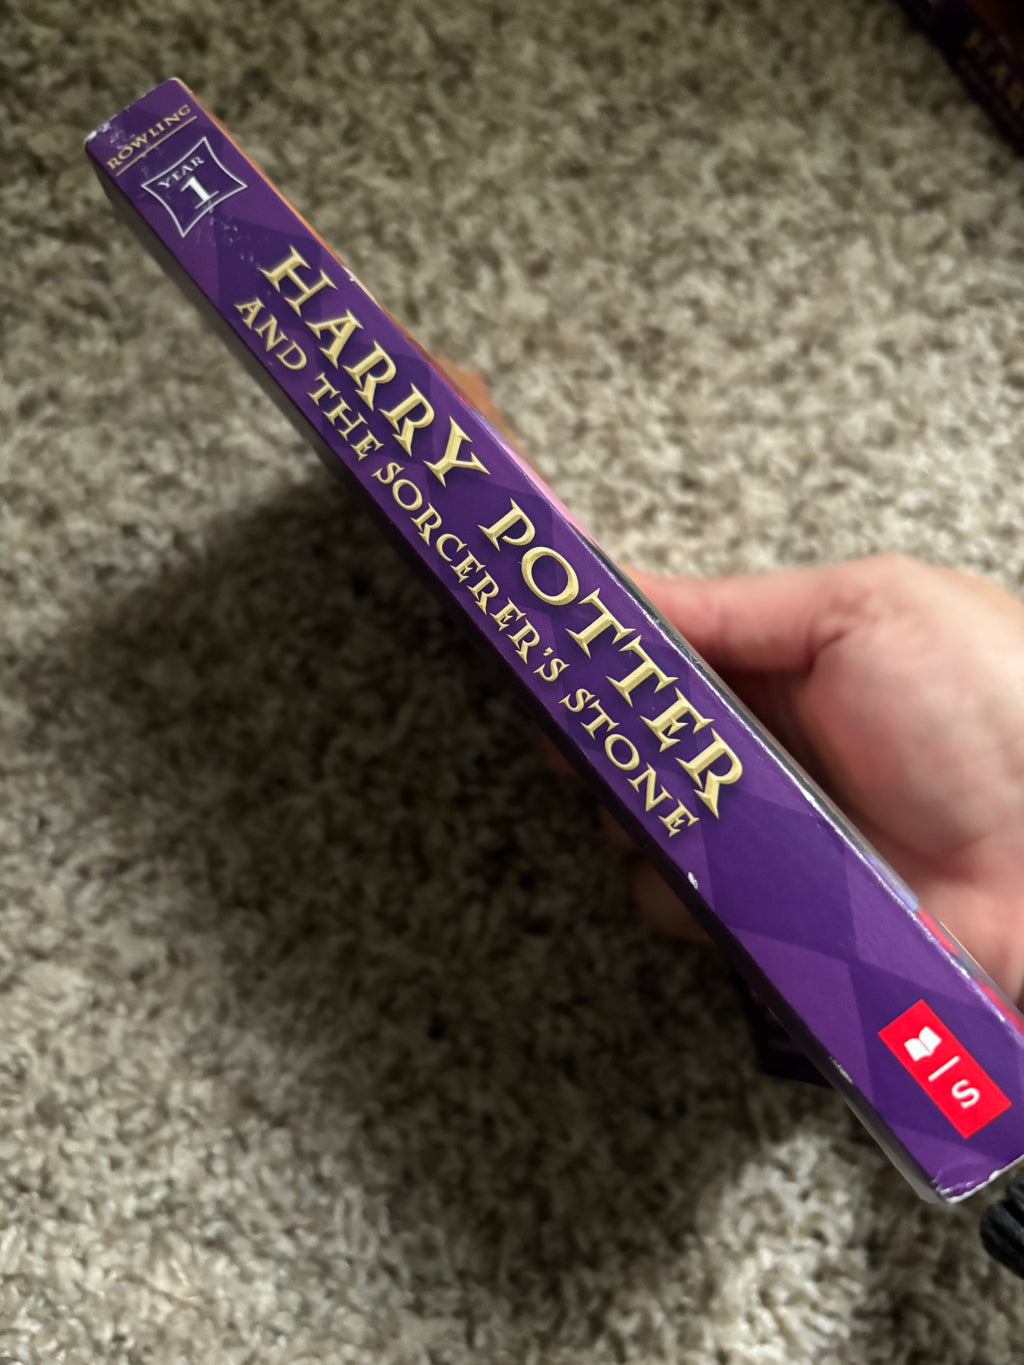 ROWLING
YEAR
1
HARRY POTTER
AND THE SORCERER'S STONE
S